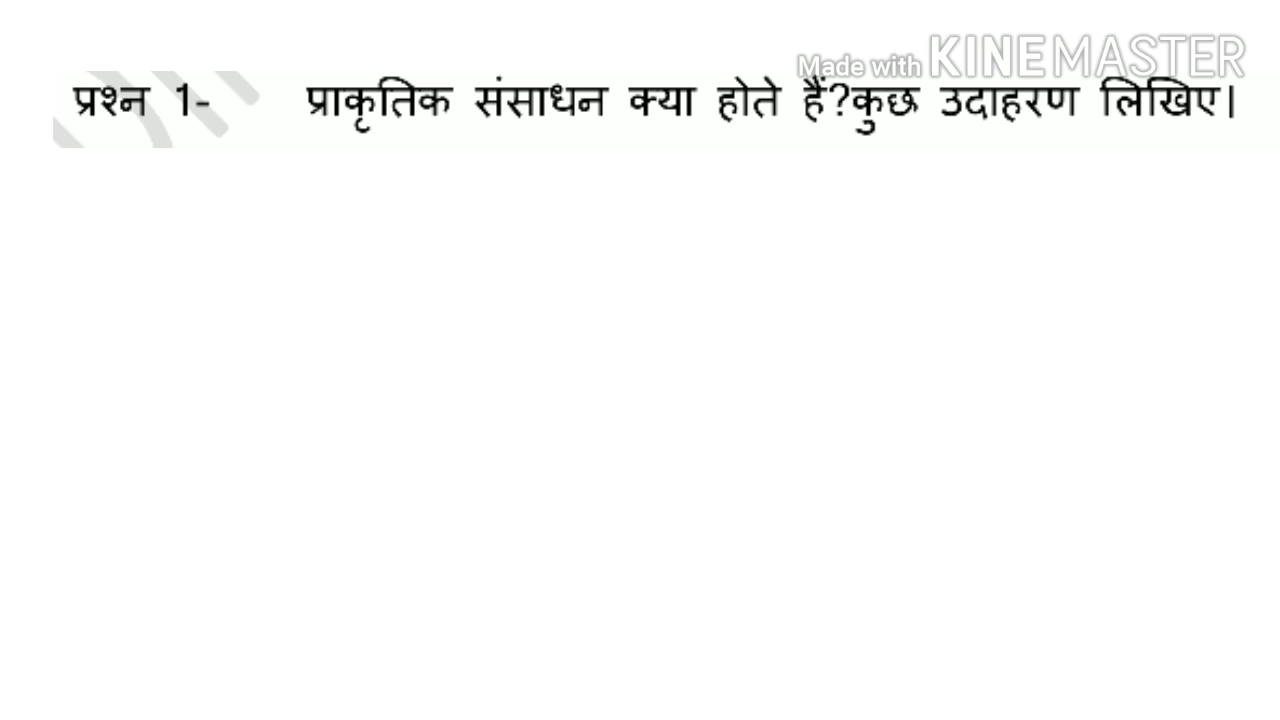 Made with KINEMASTER
प्रश्न 1- प्राकृतिक संसाधन क्या होते हैं?कुछ उदाहरण लिखिए।